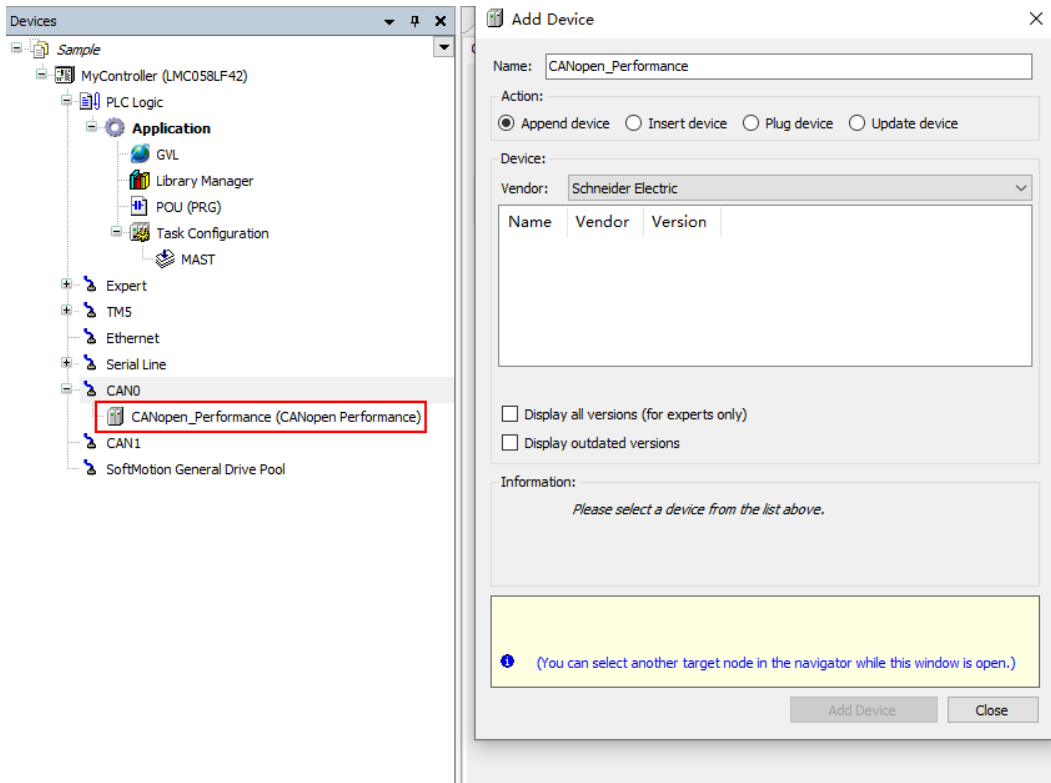 Devices
Sample
MyController (LMC058LF42)
PLC Logic
Application
GVL
Library Manager
POU (PRG)
Task Configuration
MAST
Expert
TM5
Ethernet
Serial Line
CAN0
CANopen_Performance (CANopen Performance)
CAN1
SoftMotion General Drive Pool
Add Device
Name: CANopen_Performance
Action:
Append device Insert device Plug device Update device
Device:
Vendor: Schneider Electric
Name Vendor Version
Display all versions (for experts only)
Display outdated versions
Information:
Please select a device from the list above.
(You can select another target node in the navigator while this window is open.)
Add Device Close